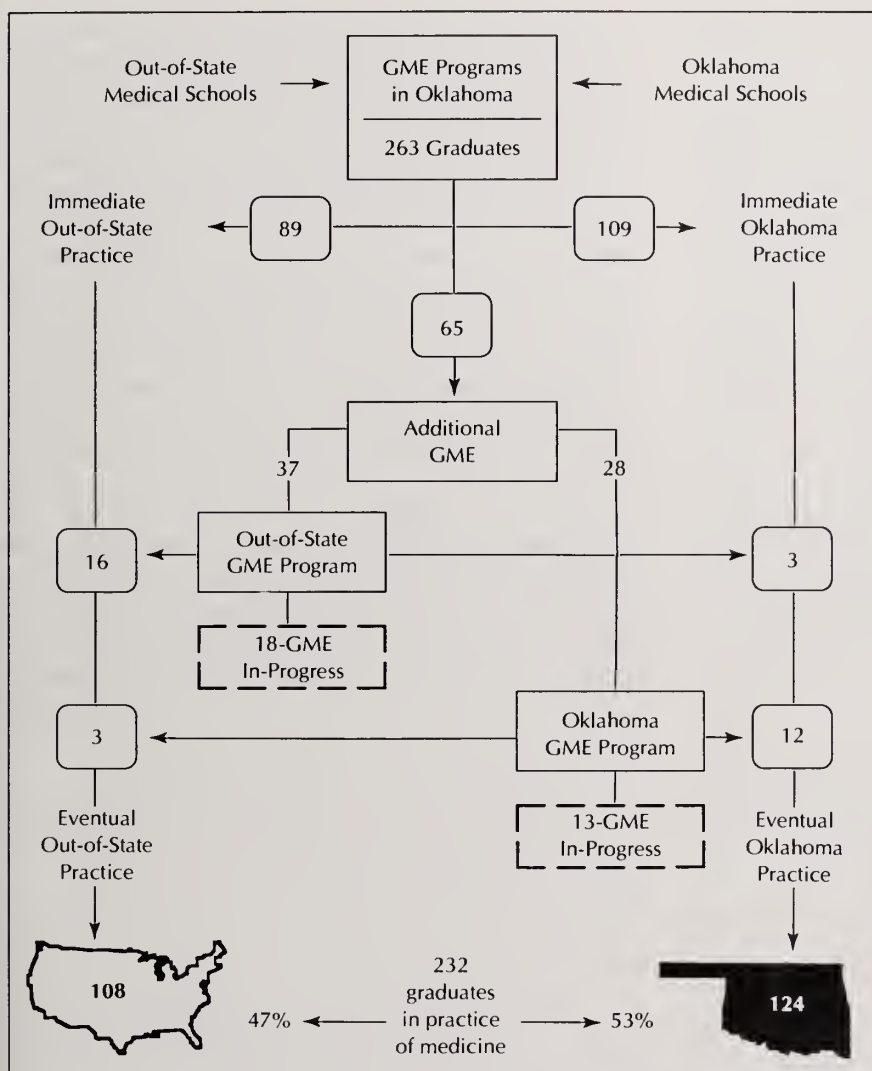 Out-of-State
Medical Schools
GME Programs
in Oklahoma
263 Graduates
Oklahoma
Medical Schools
Immediate
Out-of-State
Practice
89
109
Immediate
Oklahoma
Practice
65
Additional
GME
37
28
16
Out-of-State
GME Program
3
18-GME
In-Progress
3
Oklahoma
GME Program
12
13-GME
In-Progress
Eventual
Out-of-State
Practice
Eventual
Oklahoma
Practice
108
47%
232
graduates
in practice
of medicine
53%
124